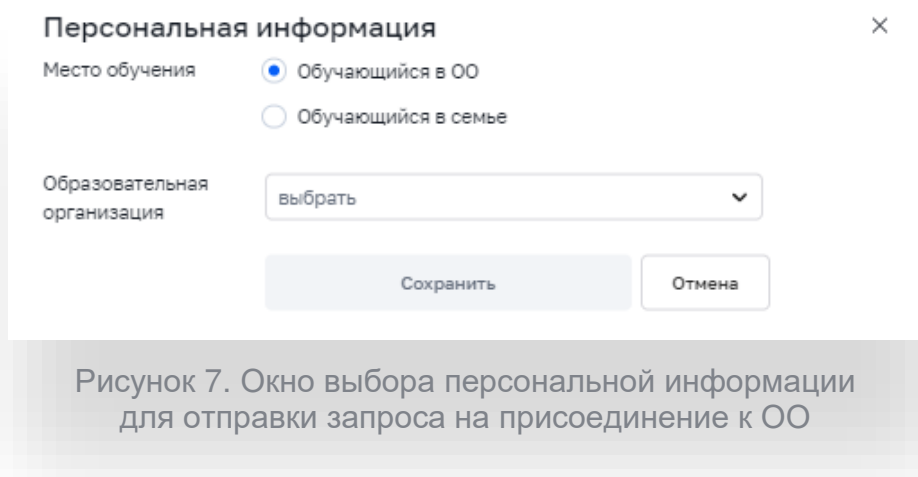 Персональная информация
Место обучения
Обучающийся в ОО
Обучающийся в семье
Образовательная
организация
выбрать
Сохранить
Отмена
Рисунок 7. Окно выбора персональной информации
для отправки запроса на присоединение к ОО